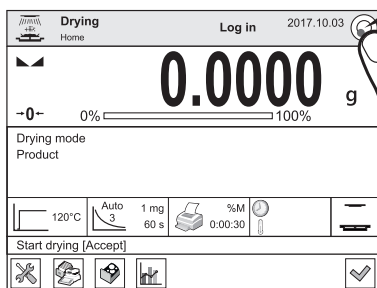 Drying
Home
Log in
2017.10.03
0.0000 g
→0←
0% 100%
Drying mode
Product
120°C
Auto
3
1 mg
60 s
%M
0:00:30
Start drying [Accept]